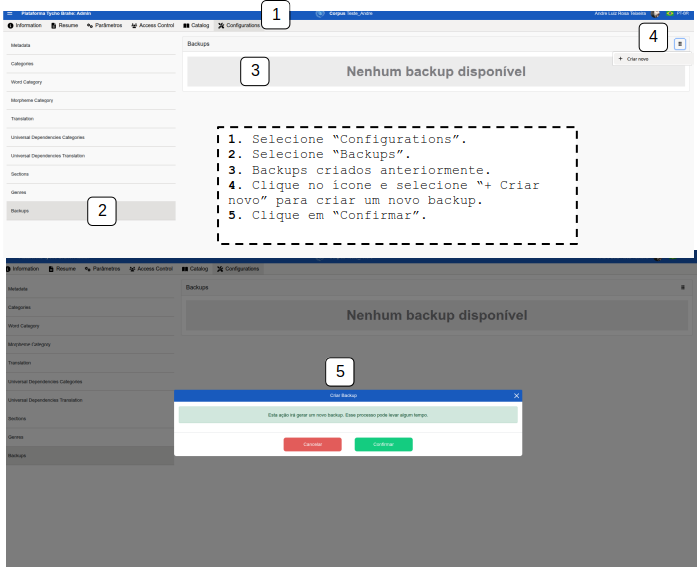 Plataforma Tycho Brahe: Admin
Corpus Teste_Andre
Andre Luiz Rosa Teixeira
PT-BR
1
Information Resume Parâmetros Access Control Catalog Configurations
4
Metadata
Categories
Word Category
Morpheme Category
Translation
Universal Dependencies Categories
Universal Dependencies Translation
Sections
Genres
Backups
2
Backups
+ Criar novo
3
Nenhum backup disponível
1. Selecione “Configurations”.
2. Selecione “Backups”.
3. Backups criados anteriormente.
4. Clique no ícone e selecione “+ Criar
novo” para criar um novo backup.
5. Clique em “Confirmar”.
Information Resume Parâmetros Access Control Catalog Configurations
Metadata
Categories
Word Category
Morpheme Category
Translation
Universal Dependencies Categories
Universal Dependencies Translation
Sections
Genres
Backups
Backups
Nenhum backup disponível
5
Criar Backup
Esta ação irá gerar um novo backup. Esse processo pode levar algum tempo.
Cancelar
Confirmar